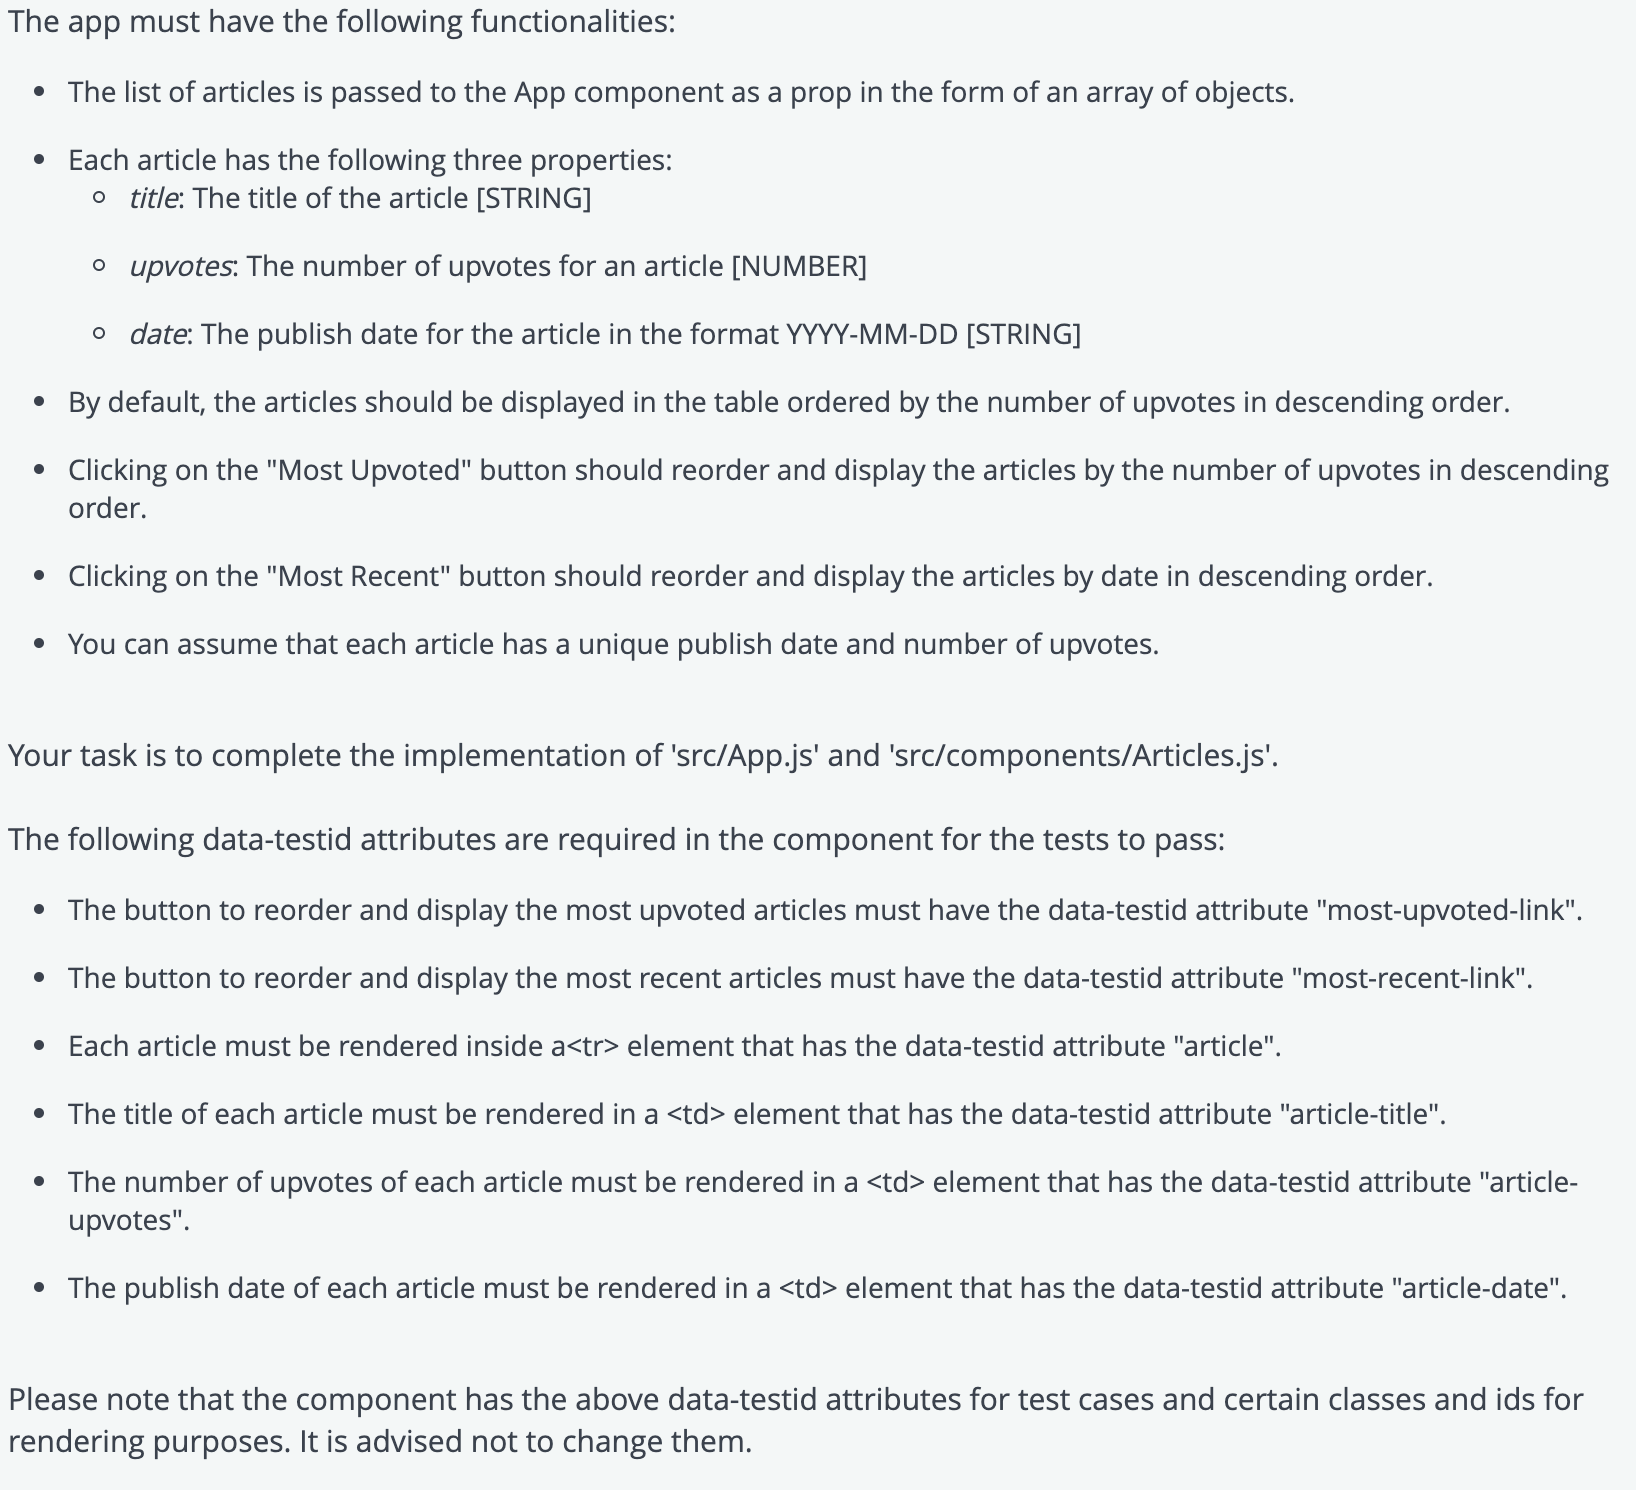 The app must have the following functionalities:
The list of articles is passed to the App component as a prop in the form of an array of objects.
Each article has the following three properties:
title: The title of the article [STRING]
upvotes: The number of upvotes for an article [NUMBER]
date: The publish date for the article in the format YYYY-MM-DD [STRING]
By default, the articles should be displayed in the table ordered by the number of upvotes in descending order.
Clicking on the "Most Upvoted" button should reorder and display the articles by the number of upvotes in descending
order.
Clicking on the "Most Recent" button should reorder and display the articles by date in descending order.
You can assume that each article has a unique publish date and number of upvotes.
Your task is to complete the implementation of 'src/App.js' and 'src/components/Articles.js'.
The following data-testid attributes are required in the component for the tests to pass:
The button to reorder and display the most upvoted articles must have the data-testid attribute "most-upvoted-link".
The button to reorder and display the most recent articles must have the data-testid attribute "most-recent-link".
Each article must be rendered inside a<tr> element that has the data-testid attribute "article".
The title of each article must be rendered in a <td> element that has the data-testid attribute "article-title".
The number of upvotes of each article must be rendered in a <td> element that has the data-testid attribute "article-
upvotes".
The publish date of each article must be rendered in a <td> element that has the data-testid attribute "article-date".
Please note that the component has the above data-testid attributes for test cases and certain classes and ids for
rendering purposes. It is advised not to change them.